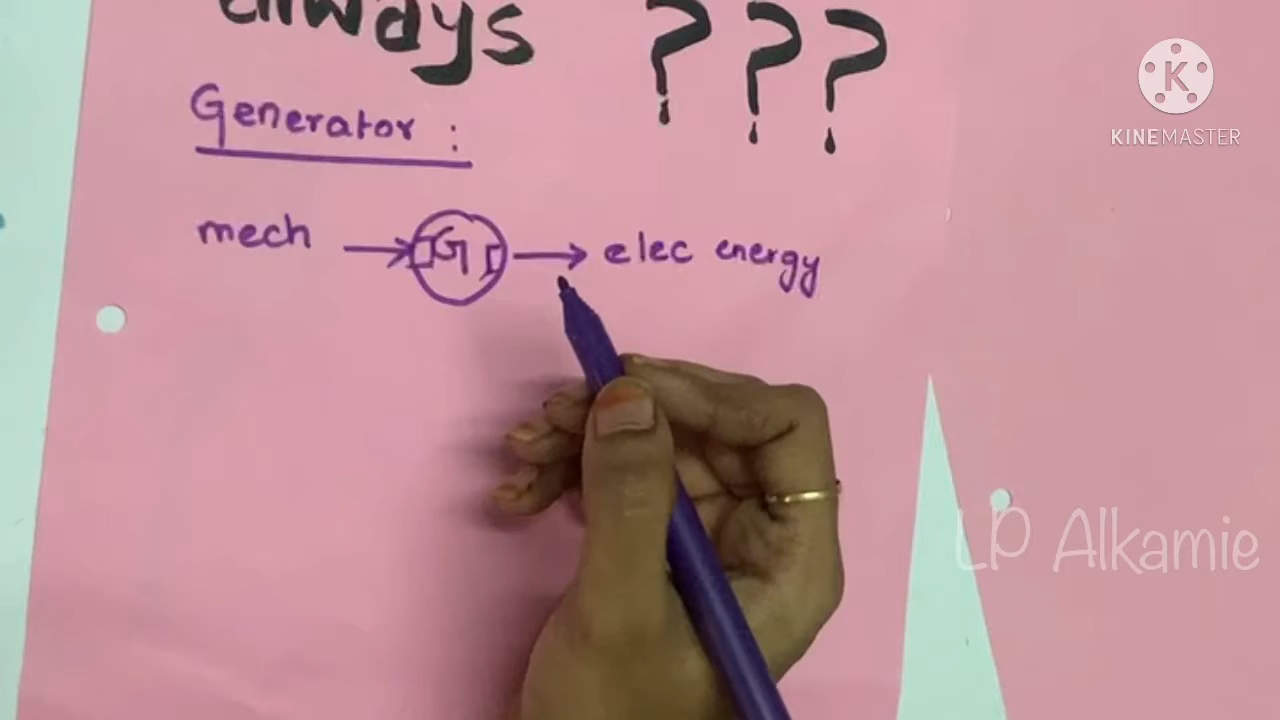 always ???
Generator :
mech → G → elec energy
K
KINEMASTER
LP Alkamie